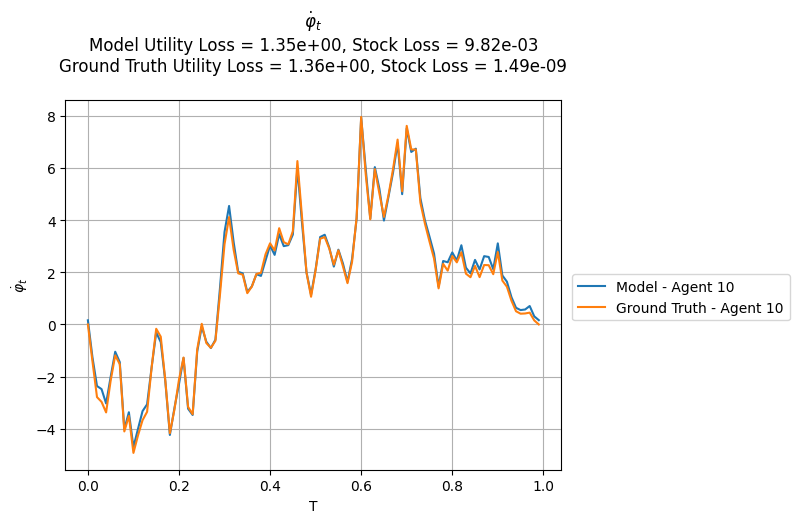 φ̇ₜ
Model Utility Loss = 1.35e+00, Stock Loss = 9.82e-03
Ground Truth Utility Loss = 1.36e+00, Stock Loss = 1.49e-09
8
6
4
2
0
−2
−4
φ̇ₜ
0.0
0.2
0.4
0.6
0.8
1.0
T
Model - Agent 10
Ground Truth - Agent 10